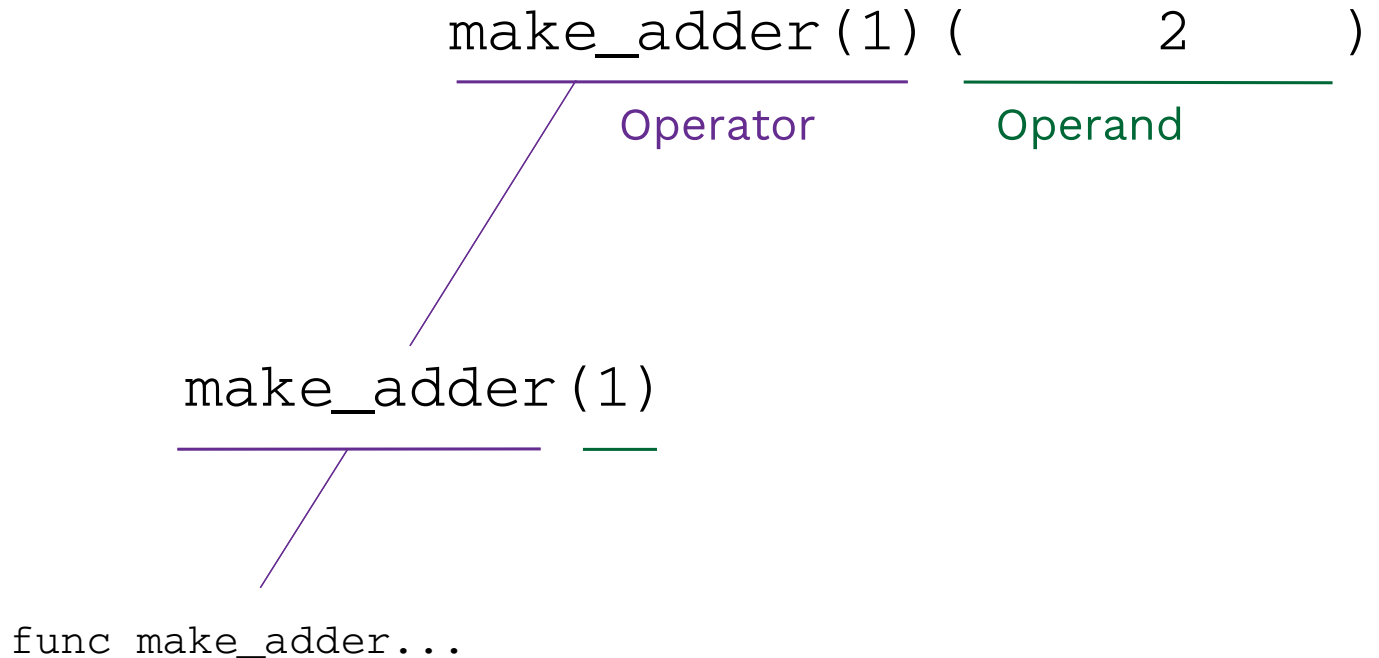 make_adder(1)(     2     )
Operator Operand
make_adder(1)
func make_adder...